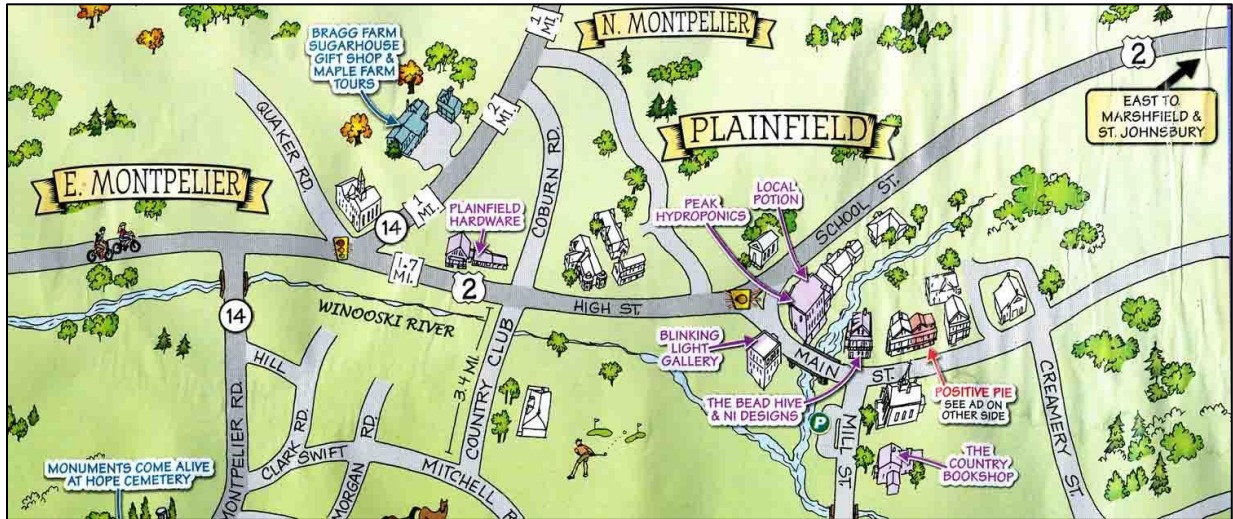 N. MONTPELIER
1 MI.
2
EAST TO
MARSHFIELD &
ST. JOHNSBURY
BRAGG FARM
SUGARHOUSE
GIFT SHOP &
MAPLE FARM
TOURS
2 MI.
QUAKER RD.
COBURN RD.
PLAINFIELD
E. MONTPELIER
SCHOOL ST.
LOCAL
POTION
PEAK
HYDROPONICS
1 MI.
14
PLAINFIELD
HARDWARE
1.7 MI.
2
HIGH ST.
14
WINOOSKI RIVER
BLINKING
LIGHT
GALLERY
MAIN ST.
THE BEAD HIVE
& NI DESIGNS
POSITIVE PIE
SEE AD ON
OTHER SIDE
HILL
3.4 MI.
COUNTRY CLUB
CREAMERY ST.
P
MILL ST.
THE
COUNTRY
BOOKSHOP
MONTPELIER RD.
CLARK RD.
SWIFT
MORGAN RD.
MITCHELL R
MONUMENTS COME ALIVE
AT HOPE CEMETERY